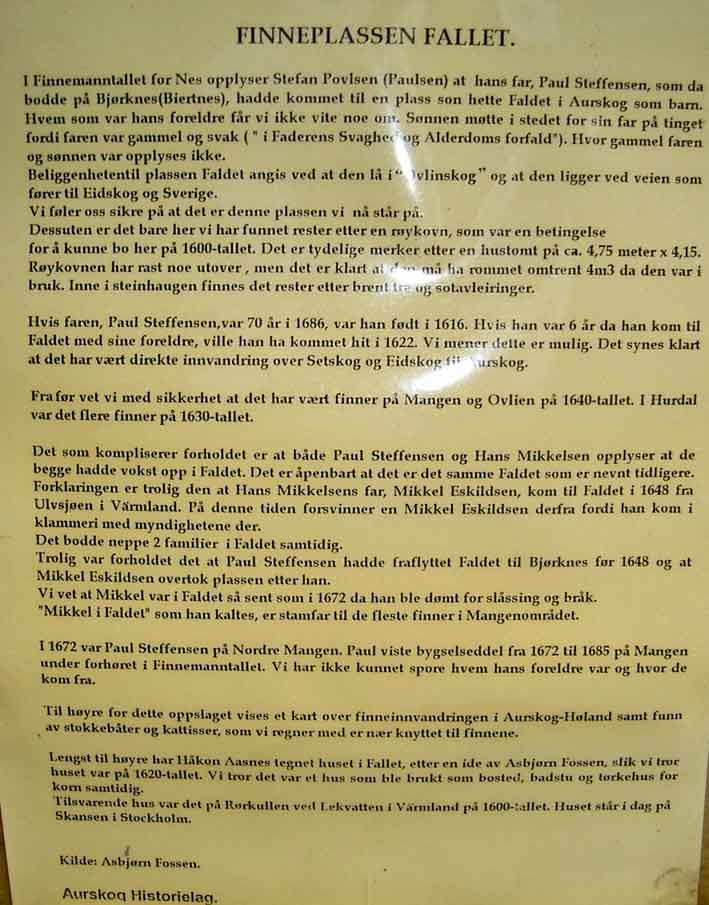 FINNEPLASSEN FALLET.
I Finnemanntallet for Nes opplyser Stefan Povlsen (Paulsen) at hans far, Paul Steffensen, som da
bodde på Bjørknes(Biertnes), hadde kommet til en plass son hette Faldet i Aurskog som barn.
Hvem som var hans foreldre får vi ikke vite noe om. Sønnen møtte i stedet for sin far på tinget
fordi faren var gammel og svak ( " i Faderens Svaghed og Alderdoms forfald"). Hvor gammel faren
og sønnen var opplyses ikke.
Beliggenhetentil plassen Faldet angis ved at den lå i “Ovlinskog” og at den ligger ved veien som
fører til Eidskog og Sverige.
Vi føler oss sikre på at det er denne plassen vi nå står på.
Dessuten er det bare her vi har funnet rester etter en røykovn, som var en betingelse
for å kunne bo her på 1600-tallet. Det er tydelige merker etter en hustomt på ca. 4,75 meter x 4,15.
Røykovnen har rast noe utover , men det er klart at den må ha rommet omtrent 4m3 da den var i
bruk. Inne i steinhaugen finnes det rester etter brent tre og sotavleiringer.
Hvis faren, Paul Steffensen,var 70 år i 1686, var han født i 1616. Hvis han var 6 år da han kom til
Faldet med sine foreldre, ville han ha kommet hit i 1622. Vi mener dette er mulig. Det synes klart
at det har vært direkte innvandring over Setskog og Eidskog til Aurskog.
Fra før vet vi med sikkerhet at det har vært finner på Mangen og Ovlien på 1640-tallet. I Hurdal
var det flere finner på 1630-tallet.
Det som kompliserer forholdet er at både Paul Steffensen og Hans Mikkelsen opplyser at de
begge hadde vokst opp i Faldet. Det er åpenbart at det er det samme Faldet som er nevnt tidligere.
Forklaringen er trolig den at Hans Mikkelsens far, Mikkel Eskildsen, kom til Faldet i 1648 fra
Ulvsjøen i Värmland. På denne tiden forsvinner en Mikkel Eskildsen derfra fordi han kom i
klammeri med myndighetene der.
Det bodde neppe 2 familier i Faldet samtidig.
Trolig var forholdet det at Paul Steffensen hadde fraflyttet Faldet til Bjørknes før 1648 og at
Mikkel Eskildsen overtok plassen etter han.
Vi vet at Mikkel var i Faldet så sent som i 1672 da han ble dømt for slåssing og bråk.
"Mikkel i Faldet" som han kaltes, er stamfar til de fleste finner i Mangenområdet.
I 1672 var Paul Steffensen på Nordre Mangen. Paul viste bygselseddel fra 1672 til 1685 på Mangen
under forhøret i Finnemanntallet. Vi har ikke kunnet spore hvem hans foreldre var og hvor de
kom fra.
Til høyre for dette oppslaget vises et kart over finneinnvandringen i Aurskog-Høland samt funn
av stokkebåter og kattisser, som vi regner med er nær knyttet til finnene.
Lengst til høyre har Håkon Aasnes tegnet huset i Fallet, etter en ide av Asbjørn Fossen, slik vi tror
huset var på 1620-tallet. Vi tror det var et hus som ble brukt som bosted, badstu og tørkehus for
korn samtidig.
Tilsvarende hus var det på Rørkullen ved Lekvatten i Värmland på 1600-tallet. Huset står i dag på
Skansen i Stockholm.
Kilde: Asbjørn Fossen.
Aurskog Historielag.